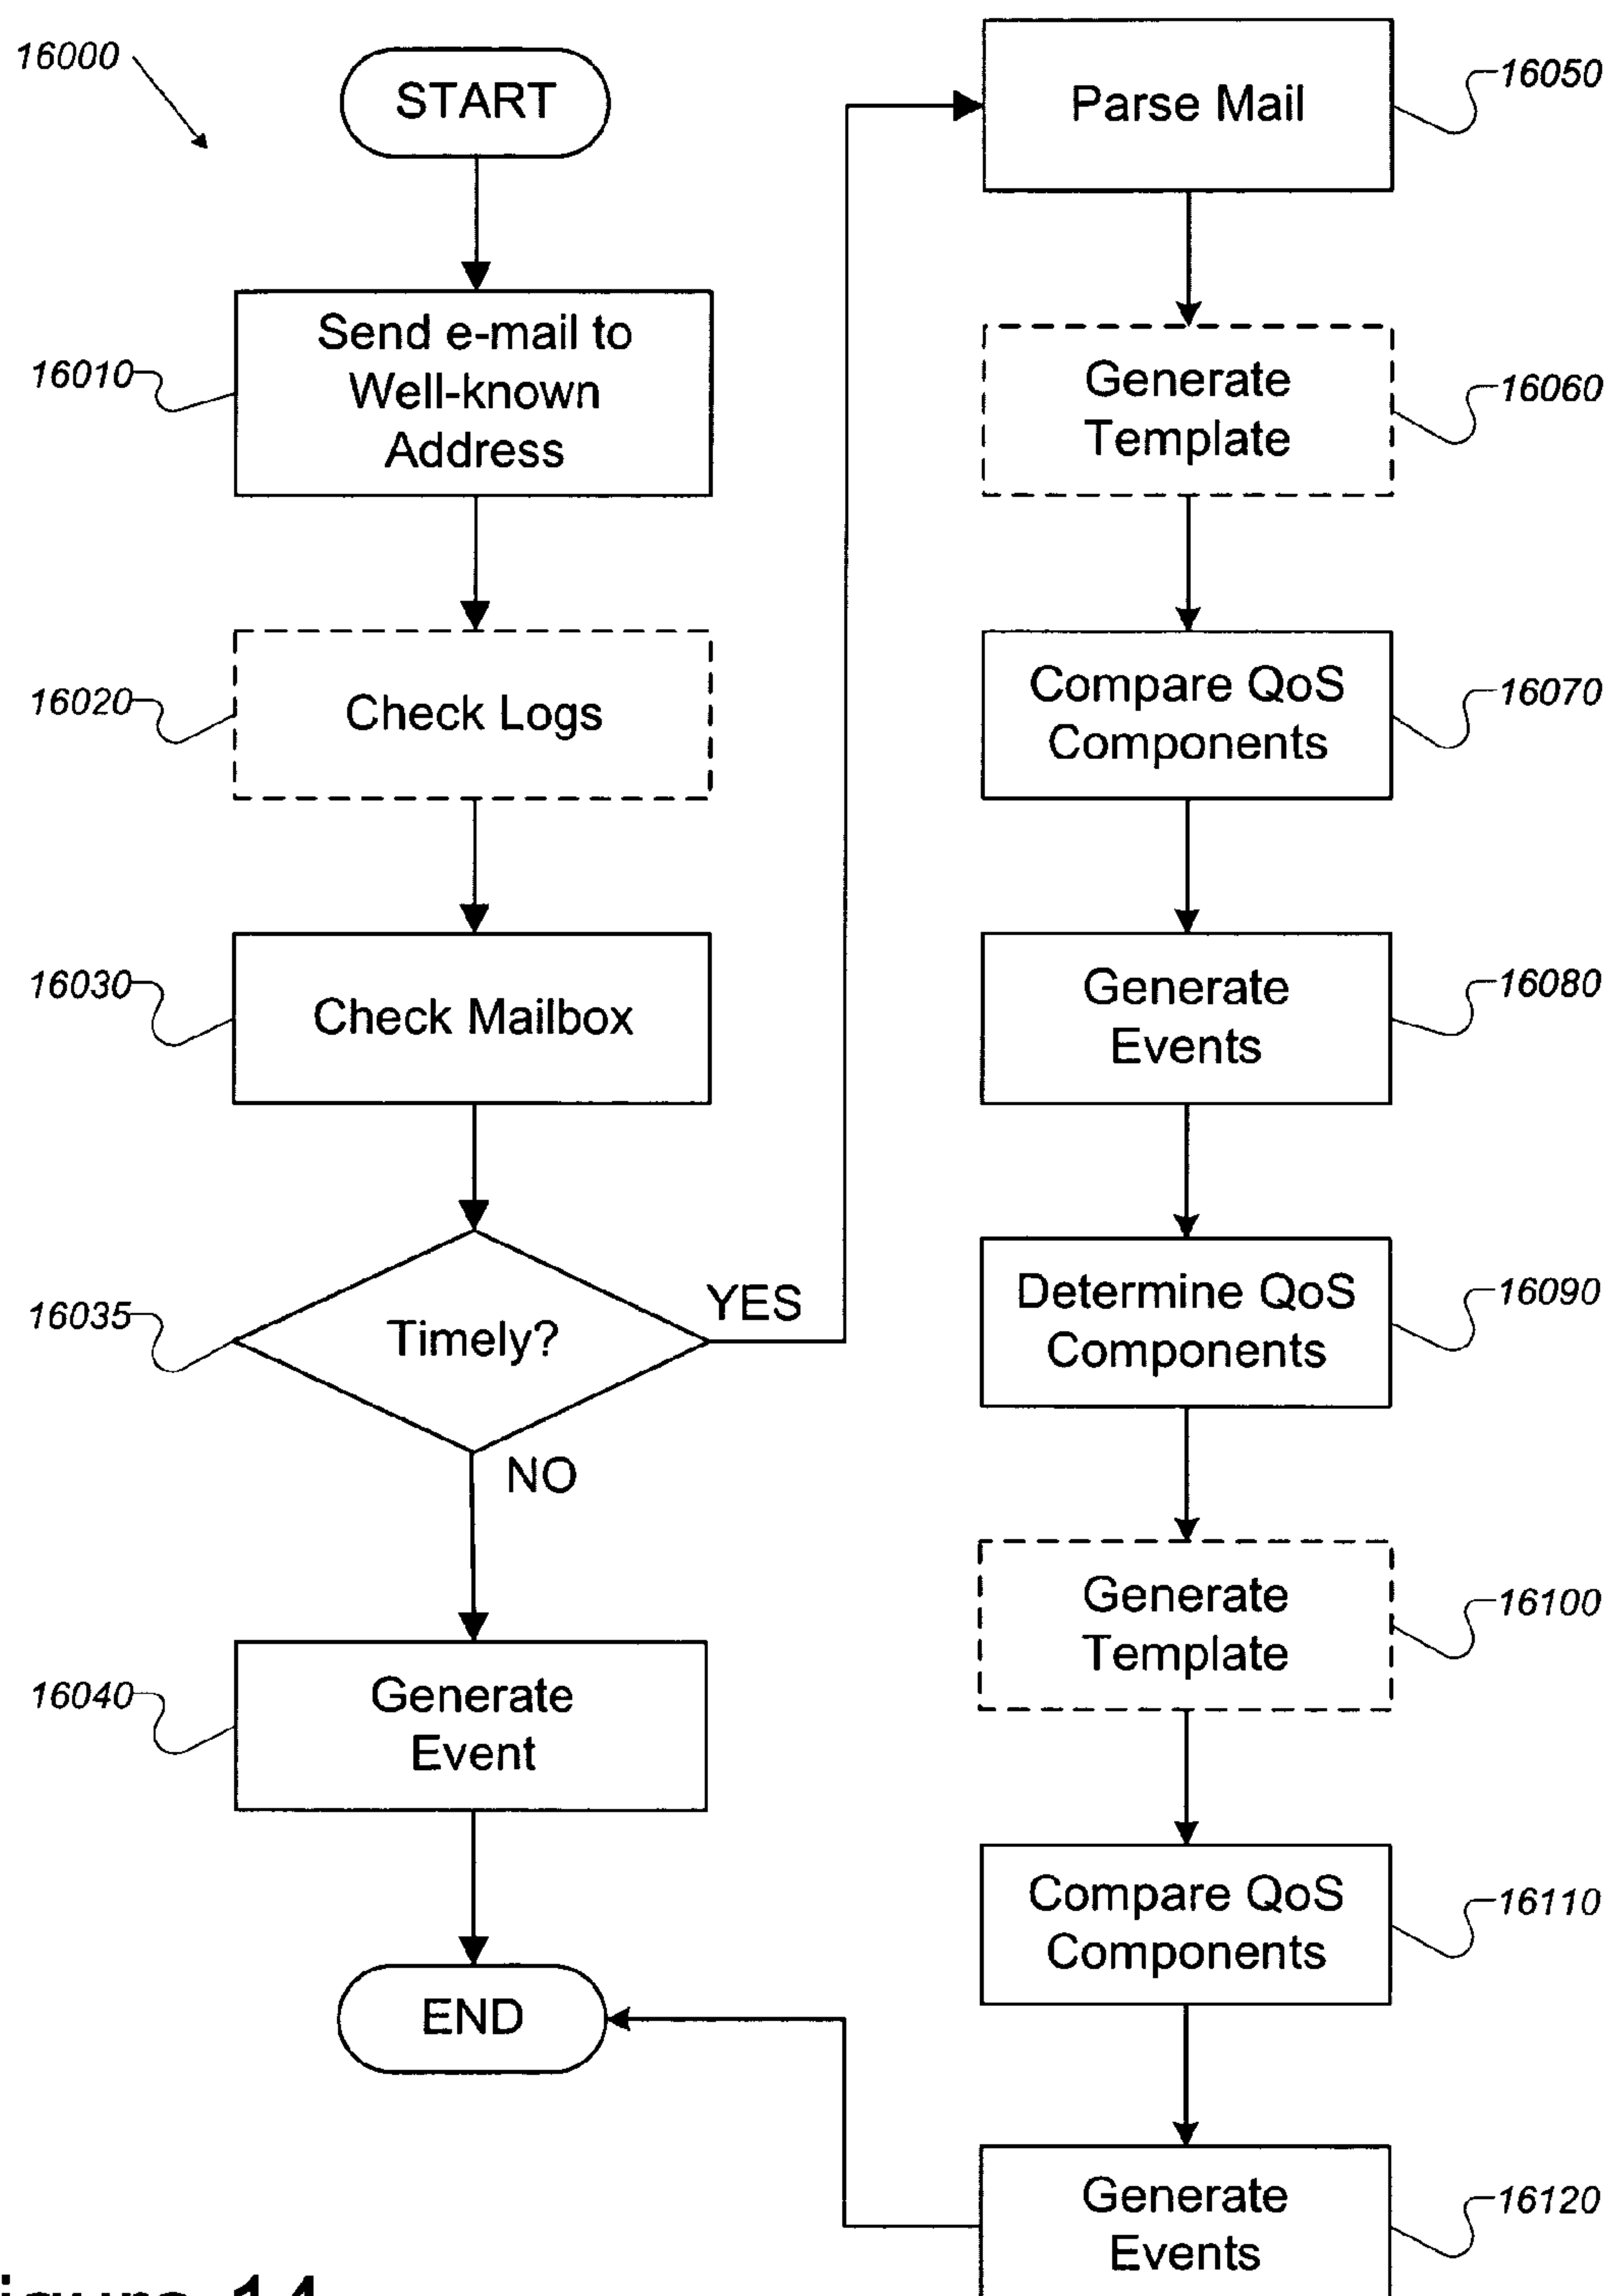 16000
START
16010
Send e-mail to
Well-known
Address
16020
Check Logs
16030
Check Mailbox
16035
Timely?
YES
NO
16040
Generate
Event
END
Parse Mail
16050
Generate
Template
16060
Compare QoS
Components
16070
Generate
Events
16080
Determine QoS
Components
16090
Generate
Template
16100
Compare QoS
Components
16110
Generate
Events
16120
igure 14